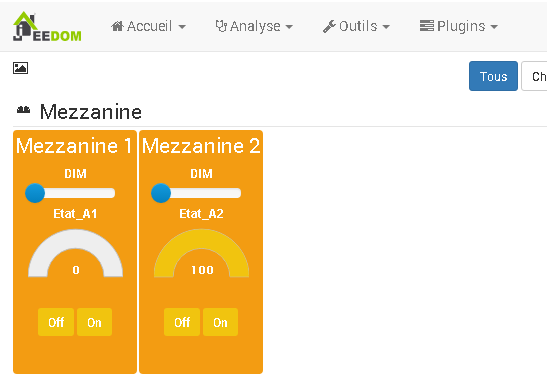 JEEDOM Accueil Analyse Outils Plugins
Tous Ch
Mezzanine
Mezzanine 1 Mezzanine 2
DIM DIM
Etat_A1 Etat_A2
0 100
Off On Off On